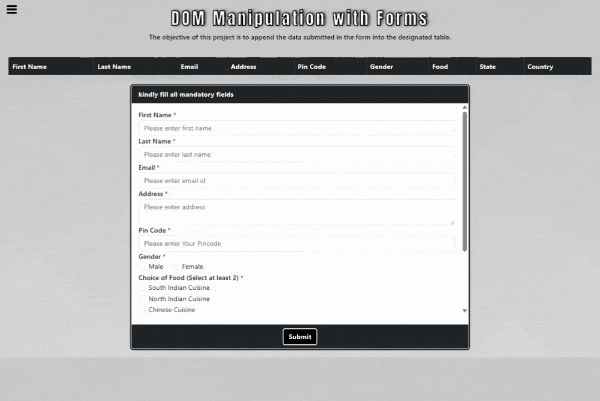 DOM Manipulation with Forms
The objective of this project is to append the data submitted in the form into the designated table.
First Name Last Name Email Address Pin Code Gender Food State Country
kindly fill all mandatory fields
First Name *
Please enter first name
Last Name *
Please enter last name
Email *
Please enter email id
Address *
Please enter address
Pin Code *
Please enter Your Pincode
Gender *
Male Female
Choice of Food (Select at least 2) *
South Indian Cuisine
North Indian Cuisine
Chinese Cuisine
Submit